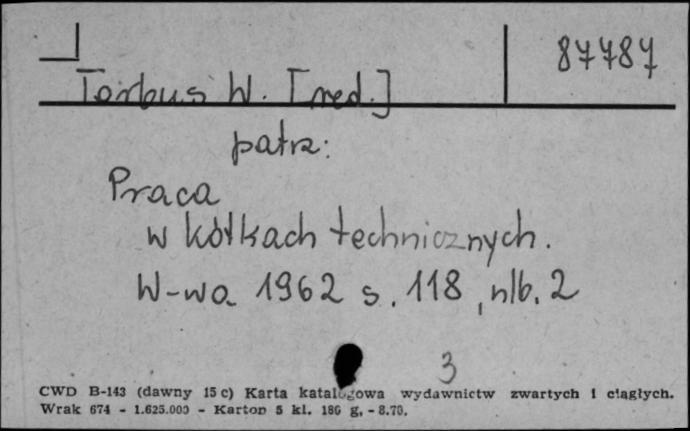 87787
Torbus W. [red.]
patrz:
Praca
w kółkach technicznych.
W-wa 1962 s. 118, nlb. 2
3
CWD B-143 (dawny 15 c) Karta katalogowa wydawnictw zwartych i ciągłych.
Wrak 674 - 1.625.000 - Karton 5 kl. 180 g. - 8.70.